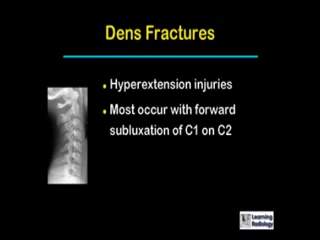 Dens Fractures
• Hyperextension injuries
• Most occur with forward
subluxation of C1 on C2
Learning
Radiology